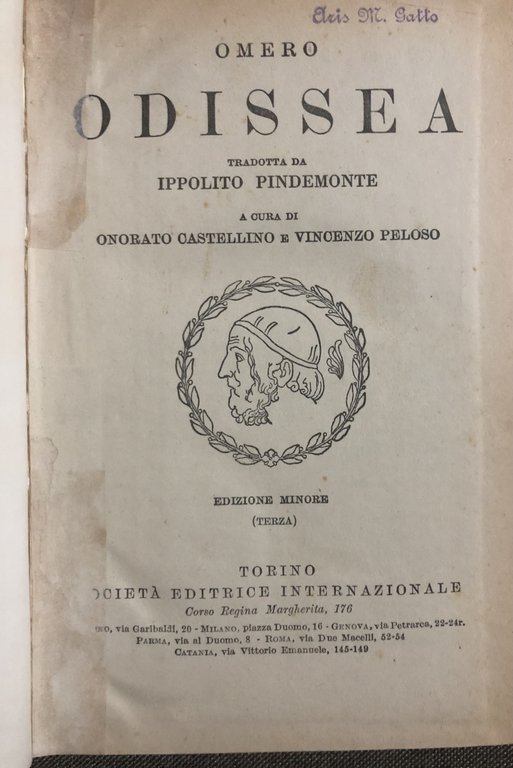 Aris M. Gatto
OMERO
ODISSEA
TRADOTTA DA
IPPOLITO PINDEMONTE
A CURA DI
ONORATO CASTELLINO E VINCENZO PELOSO
EDIZIONE MINORE
(TERZA)
TORINO
OCIETÀ EDITRICE INTERNAZIONALE
Corso Regina Margherita, 176
via Garibaldi, 20 - MILANO, piazza Duomo, 16 - GENOVA, via Petrarca, 22-24r.
PARMA, via al Duomo, 8 - ROMA, via Due Macelli, 52-54
CATANIA, via Vittorio Emanuele, 145-149